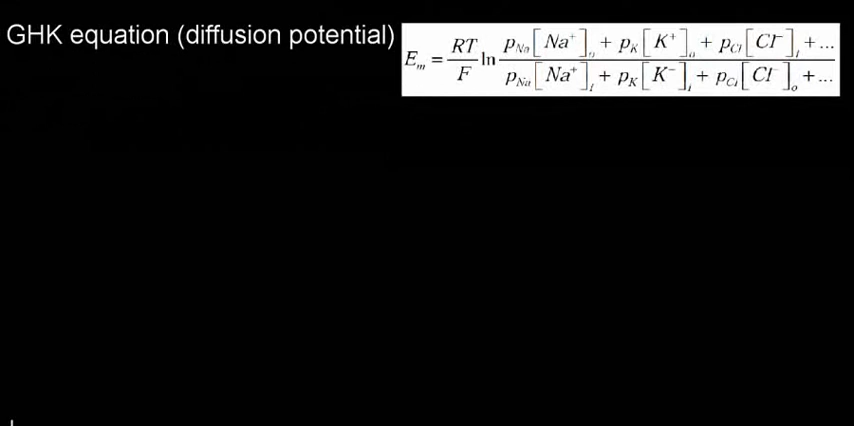 GHK equation (diffusion potential)
E_m = RT/F ln (p_Na[Na⁺]_o + p_K[K⁺]_o + p_Cl[Cl⁻]_i + ...) / (p_Na[Na⁺]_i + p_K[K⁻]_i + p_Cl[Cl⁻]_o + ...)